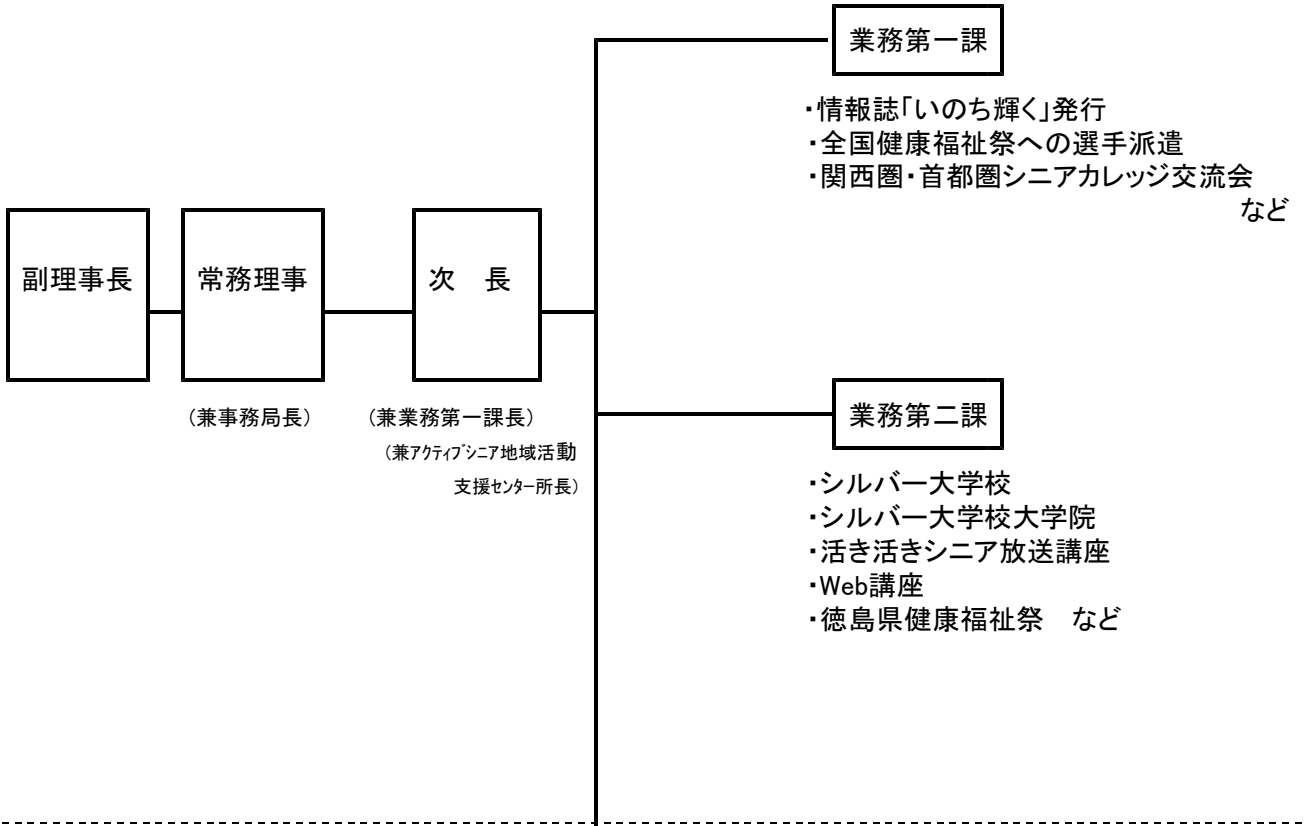 業務第一課
・情報誌「いのち輝く」発行
・全国健康福祉祭への選手派遣
・関西圏・首都圏シニアカレッジ交流会
など
副理事長
常務理事
次　長
（兼事務局長）
（兼業務第一課長）
（兼ｱｸﾃｨﾌﾞｼﾆｱ地域活動
支援ｾﾝﾀｰ所長）
業務第二課
・シルバー大学校
・シルバー大学校大学院
・活き活きシニア放送講座
・Web講座
・徳島県健康福祉祭　など